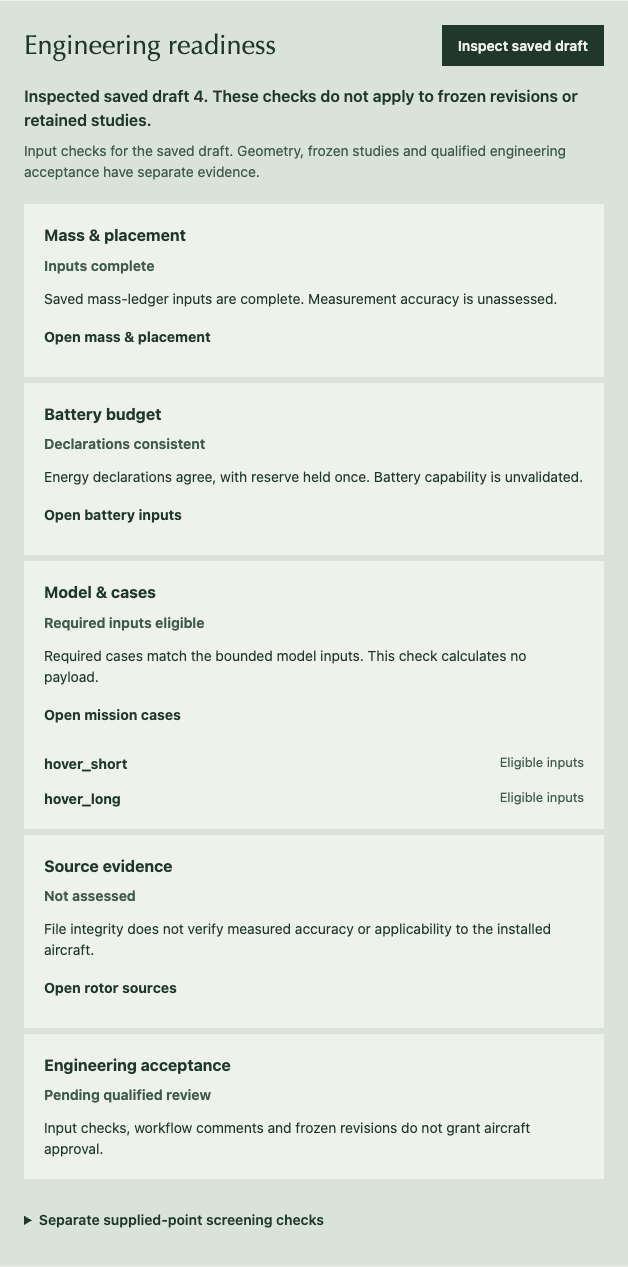 Engineering readiness
Inspect saved draft
Inspected saved draft 4. These checks do not apply to frozen revisions or
retained studies.
Input checks for the saved draft. Geometry, frozen studies and qualified engineering
acceptance have separate evidence.
Mass & placement
Inputs complete
Saved mass-ledger inputs are complete. Measurement accuracy is unassessed.
Open mass & placement
Battery budget
Declarations consistent
Energy declarations agree, with reserve held once. Battery capability is unvalidated.
Open battery inputs
Model & cases
Required inputs eligible
Required cases match the bounded model inputs. This check calculates no
payload.
Open mission cases
hover_short Eligible inputs
hover_long Eligible inputs
Source evidence
Not assessed
File integrity does not verify measured accuracy or applicability to the installed
aircraft.
Open rotor sources
Engineering acceptance
Pending qualified review
Input checks, workflow comments and frozen revisions do not grant aircraft
approval.
Separate supplied-point screening checks